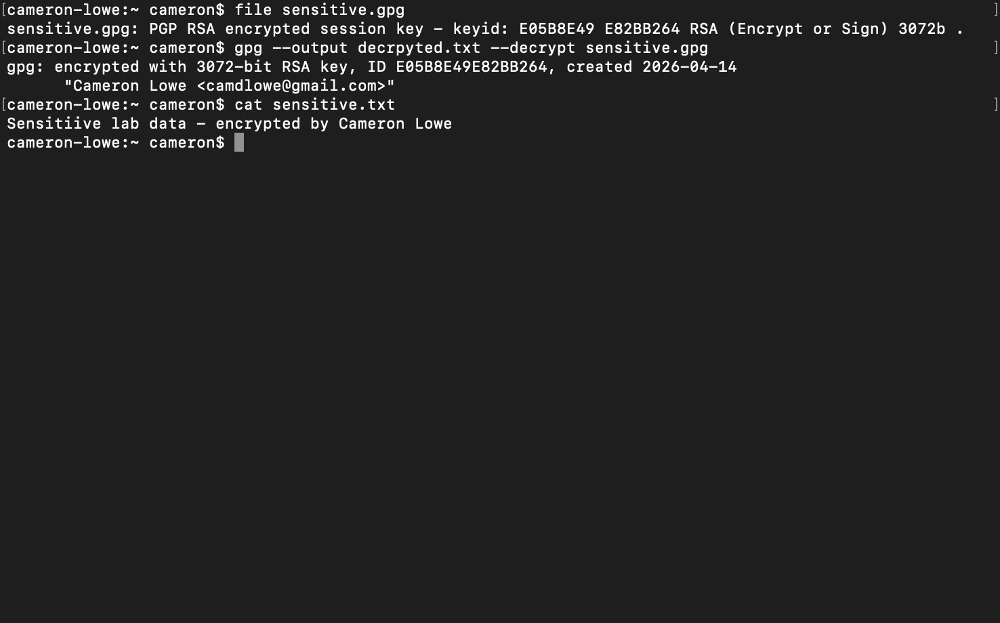 [cameron-lowe:~ cameron$ file sensitive.gpg ]
sensitive.gpg: PGP RSA encrypted session key - keyid: E05B8E49 E82BB264 RSA (Encrypt or Sign) 3072b .
[cameron-lowe:~ cameron$ gpg --output decrpyted.txt --decrypt sensitive.gpg ]
gpg: encrypted with 3072-bit RSA key, ID E05B8E49E82BB264, created 2026-04-14
"Cameron Lowe <camdlowe@gmail.com>"
[cameron-lowe:~ cameron$ cat sensitive.txt ]
Sensitiive lab data - encrypted by Cameron Lowe
cameron-lowe:~ cameron$